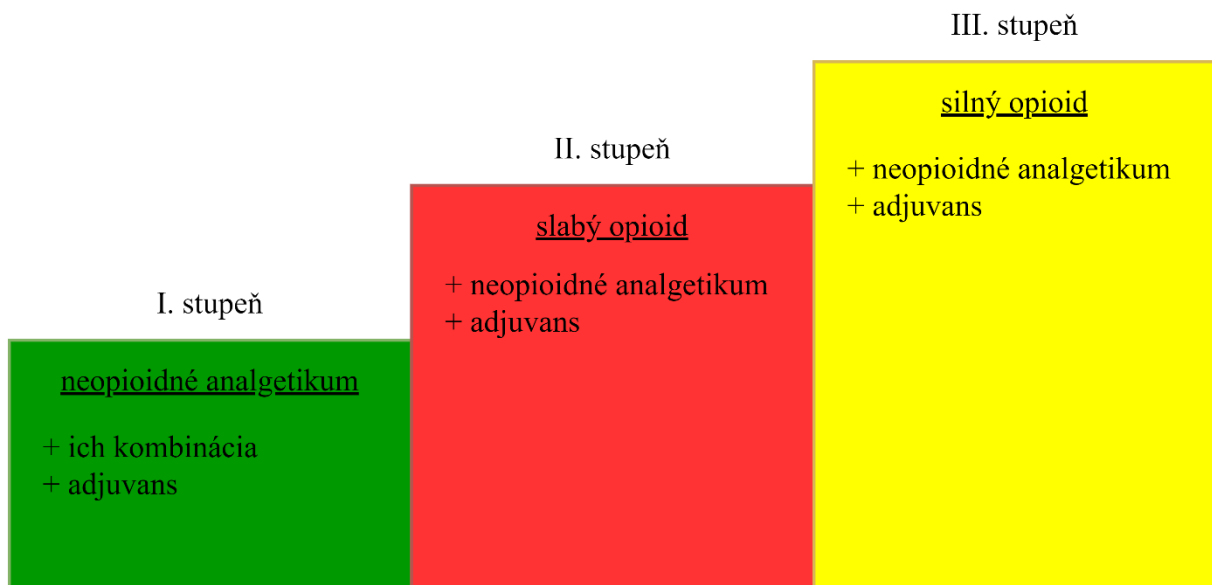 I. stupeň
neopioidné analgetikum
+ ich kombinácia
+ adjuvans
II. stupeň
slabý opioid
+ neopioidné analgetikum
+ adjuvans
III. stupeň
silný opioid
+ neopioidné analgetikum
+ adjuvans